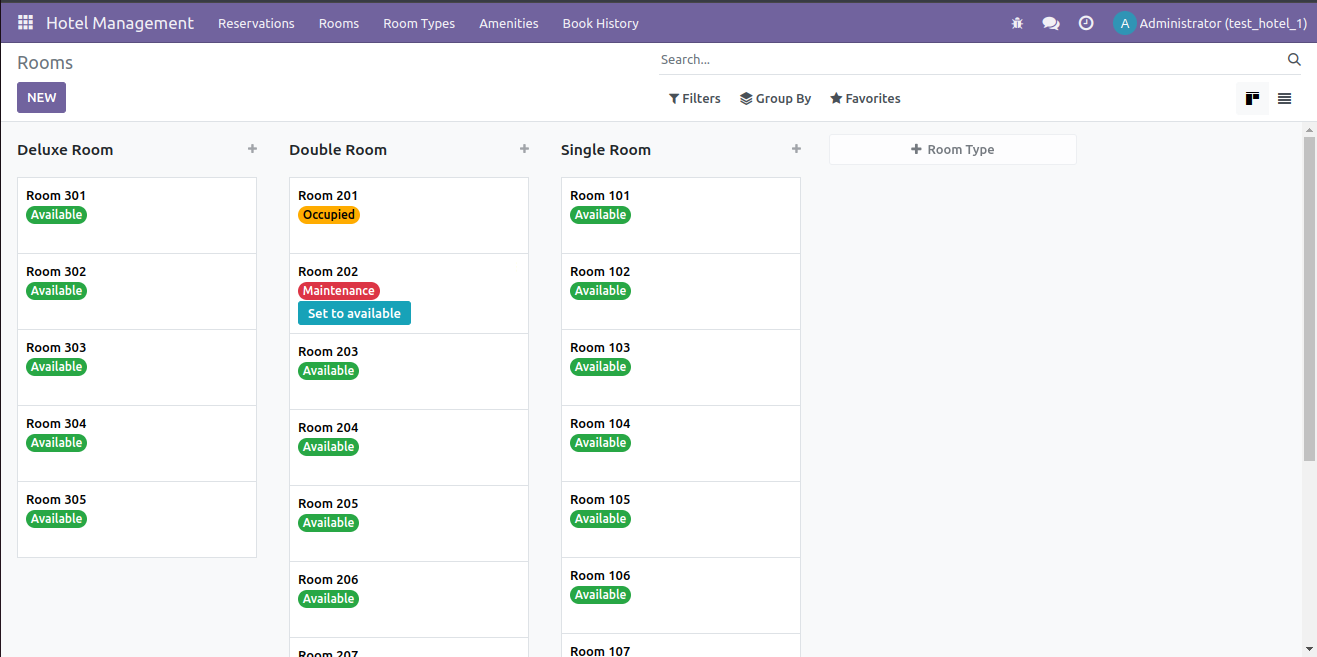 Hotel Management Reservations Rooms Room Types Amenities Book History A Administrator (test_hotel_1)
Rooms
Search...
NEW
Filters Group By Favorites
Deluxe Room
Room 301
Available
Room 302
Available
Room 303
Available
Room 304
Available
Room 305
Available
Double Room
Room 201
Occupied
Room 202
Maintenance
Set to available
Room 203
Available
Room 204
Available
Room 205
Available
Room 206
Available
Room 207
Single Room
Room 101
Available
Room 102
Available
Room 103
Available
Room 104
Available
Room 105
Available
Room 106
Available
Room 107
Room Type